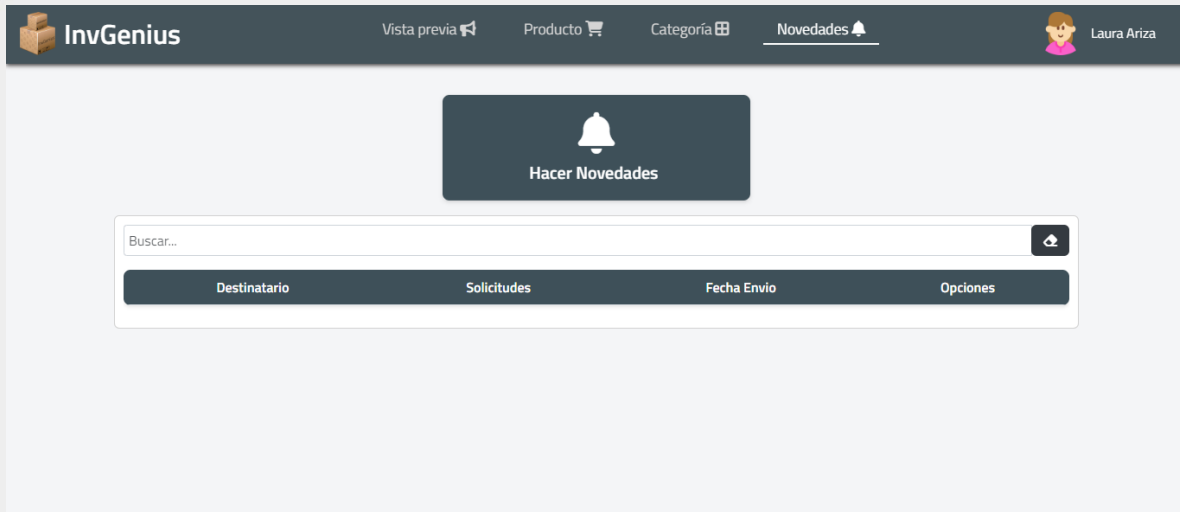 InvGenius
Vista previa
Producto
Categoría
Novedades
Laura Ariza
Hacer Novedades
Buscar...
Destinatario Solicitudes Fecha Envio Opciones